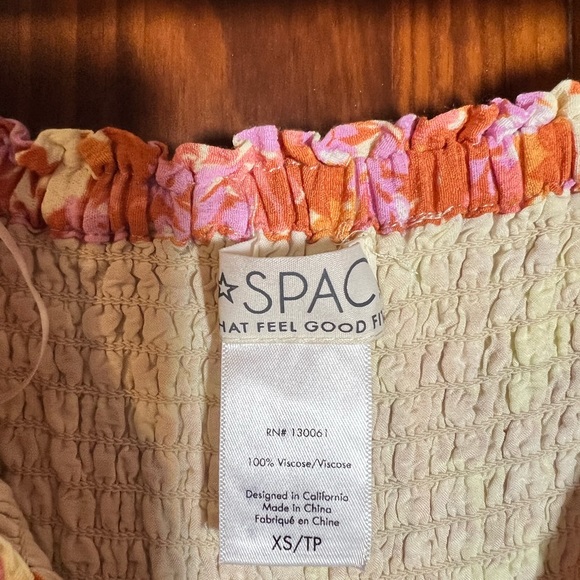 SPAC
HAT FEEL GOOD FI
RN# 130061
100% Viscose/Viscose
Designed in California
Made in China
Fabriqué en Chine
XS/TP